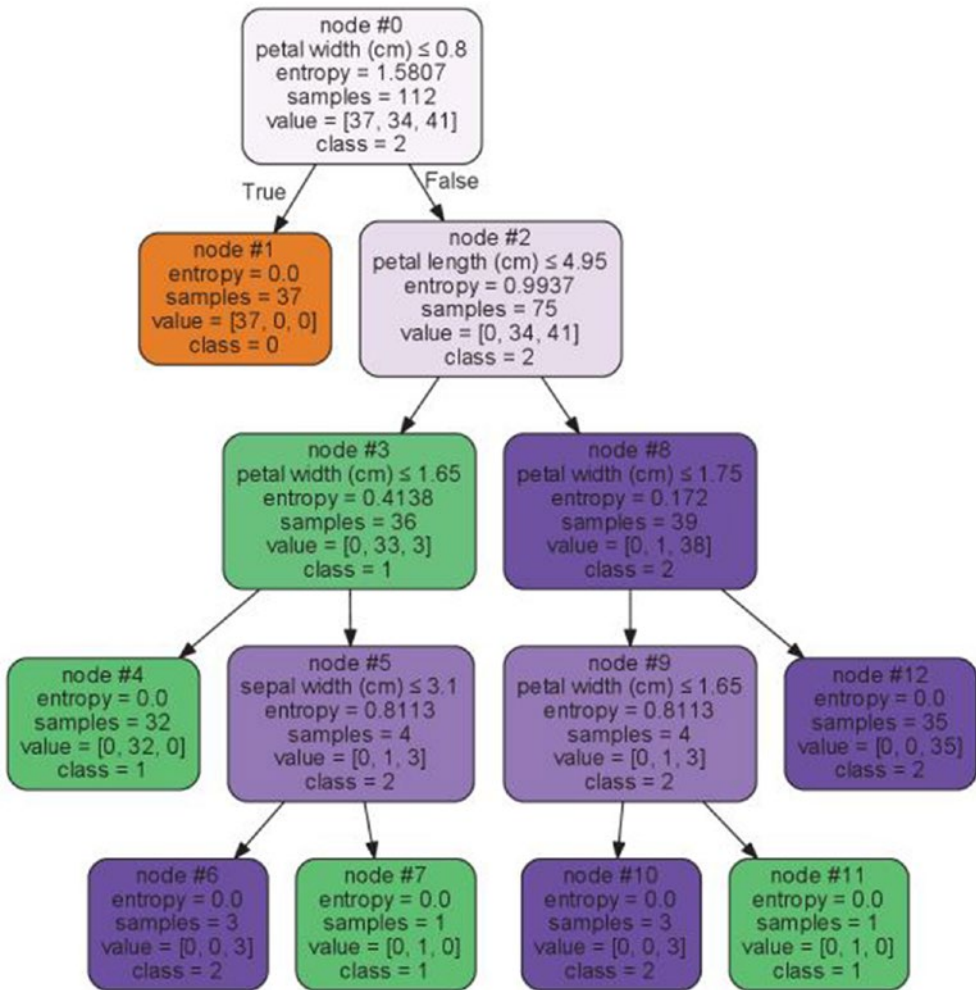 node #0
petal width (cm) ≤ 0.8
entropy = 1.5807
samples = 112
value = [37, 34, 41]
class = 2
True
False
node #1
entropy = 0.0
samples = 37
value = [37, 0, 0]
class = 0
node #2
petal length (cm) ≤ 4.95
entropy = 0.9937
samples = 75
value = [0, 34, 41]
class = 2
node #3
petal width (cm) ≤ 1.65
entropy = 0.4138
samples = 36
value = [0, 33, 3]
class = 1
node #8
petal width (cm) ≤ 1.75
entropy = 0.172
samples = 39
value = [0, 1, 38]
class = 2
node #4
entropy = 0.0
samples = 32
value = [0, 32, 0]
class = 1
node #5
sepal width (cm) ≤ 3.1
entropy = 0.8113
samples = 4
value = [0, 1, 3]
class = 2
node #9
petal width (cm) ≤ 1.65
entropy = 0.8113
samples = 4
value = [0, 1, 3]
class = 2
node #12
entropy = 0.0
samples = 35
value = [0, 0, 35]
class = 2
node #6
entropy = 0.0
samples = 3
value = [0, 0, 3]
class = 2
node #7
entropy = 0.0
samples = 1
value = [0, 1, 0]
class = 1
node #10
entropy = 0.0
samples = 3
value = [0, 0, 3]
class = 2
node #11
entropy = 0.0
samples = 1
value = [0, 1, 0]
class = 1